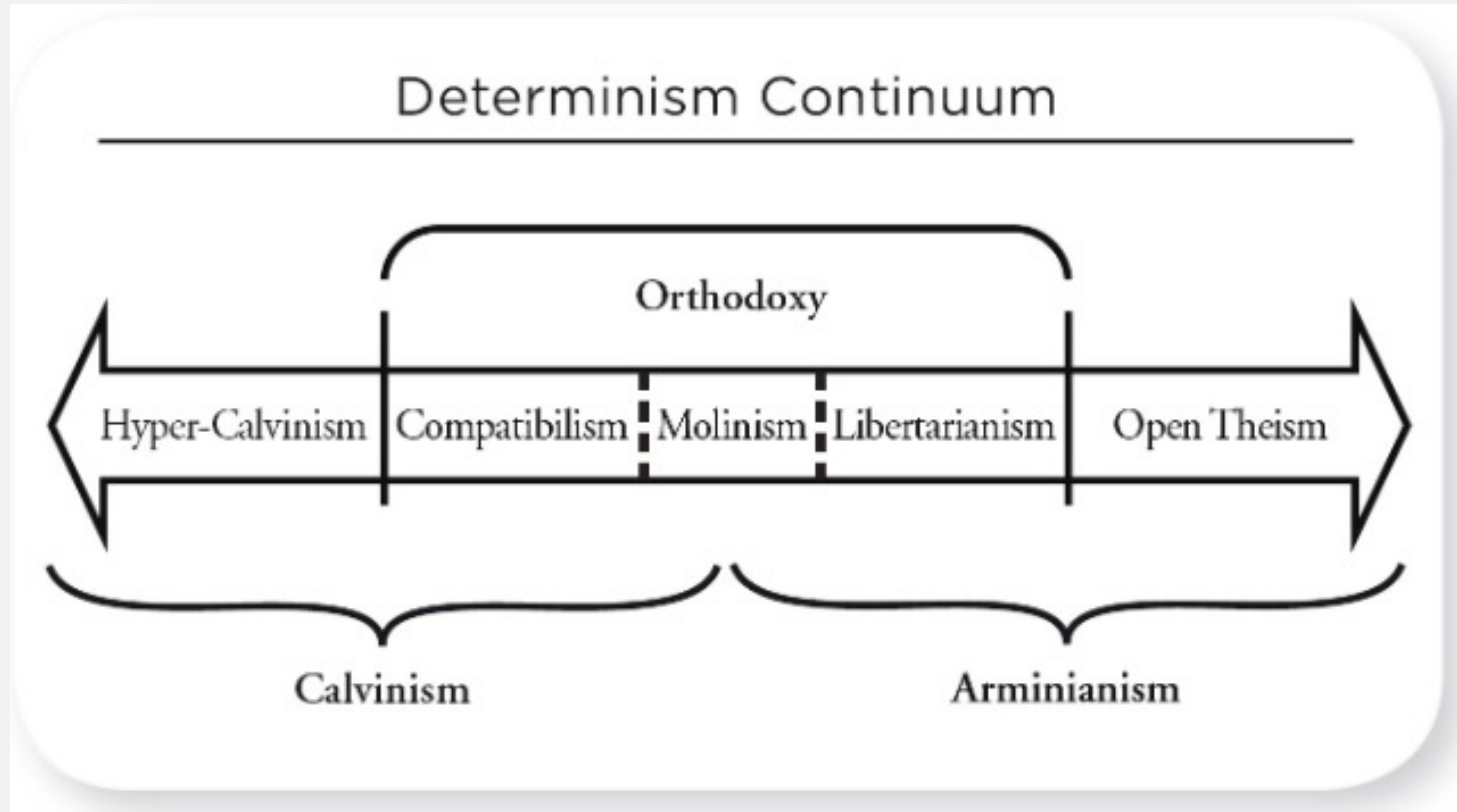 Determinism Continuum
Orthodoxy
Hyper-Calvinism Compatibilism Molinism Libertarianism Open Theism
Calvinism Arminianism